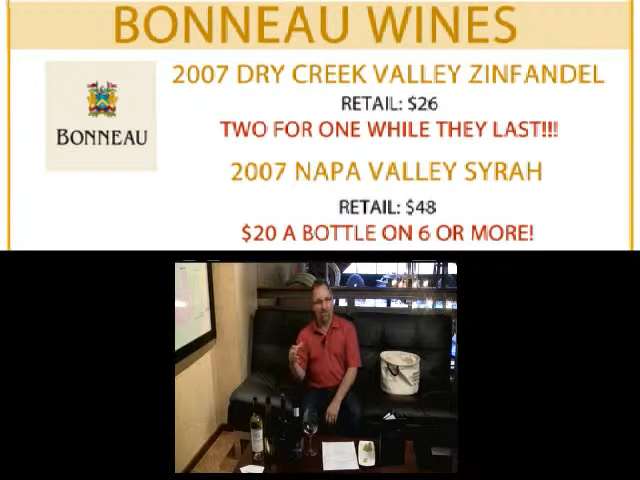 BONNEAU WINES
2007 DRY CREEK VALLEY ZINFANDEL
RETAIL: $26
TWO FOR ONE WHILE THEY LAST!!!
BONNEAU
2007 NAPA VALLEY SYRAH
RETAIL: $48
$20 A BOTTLE ON 6 OR MORE!